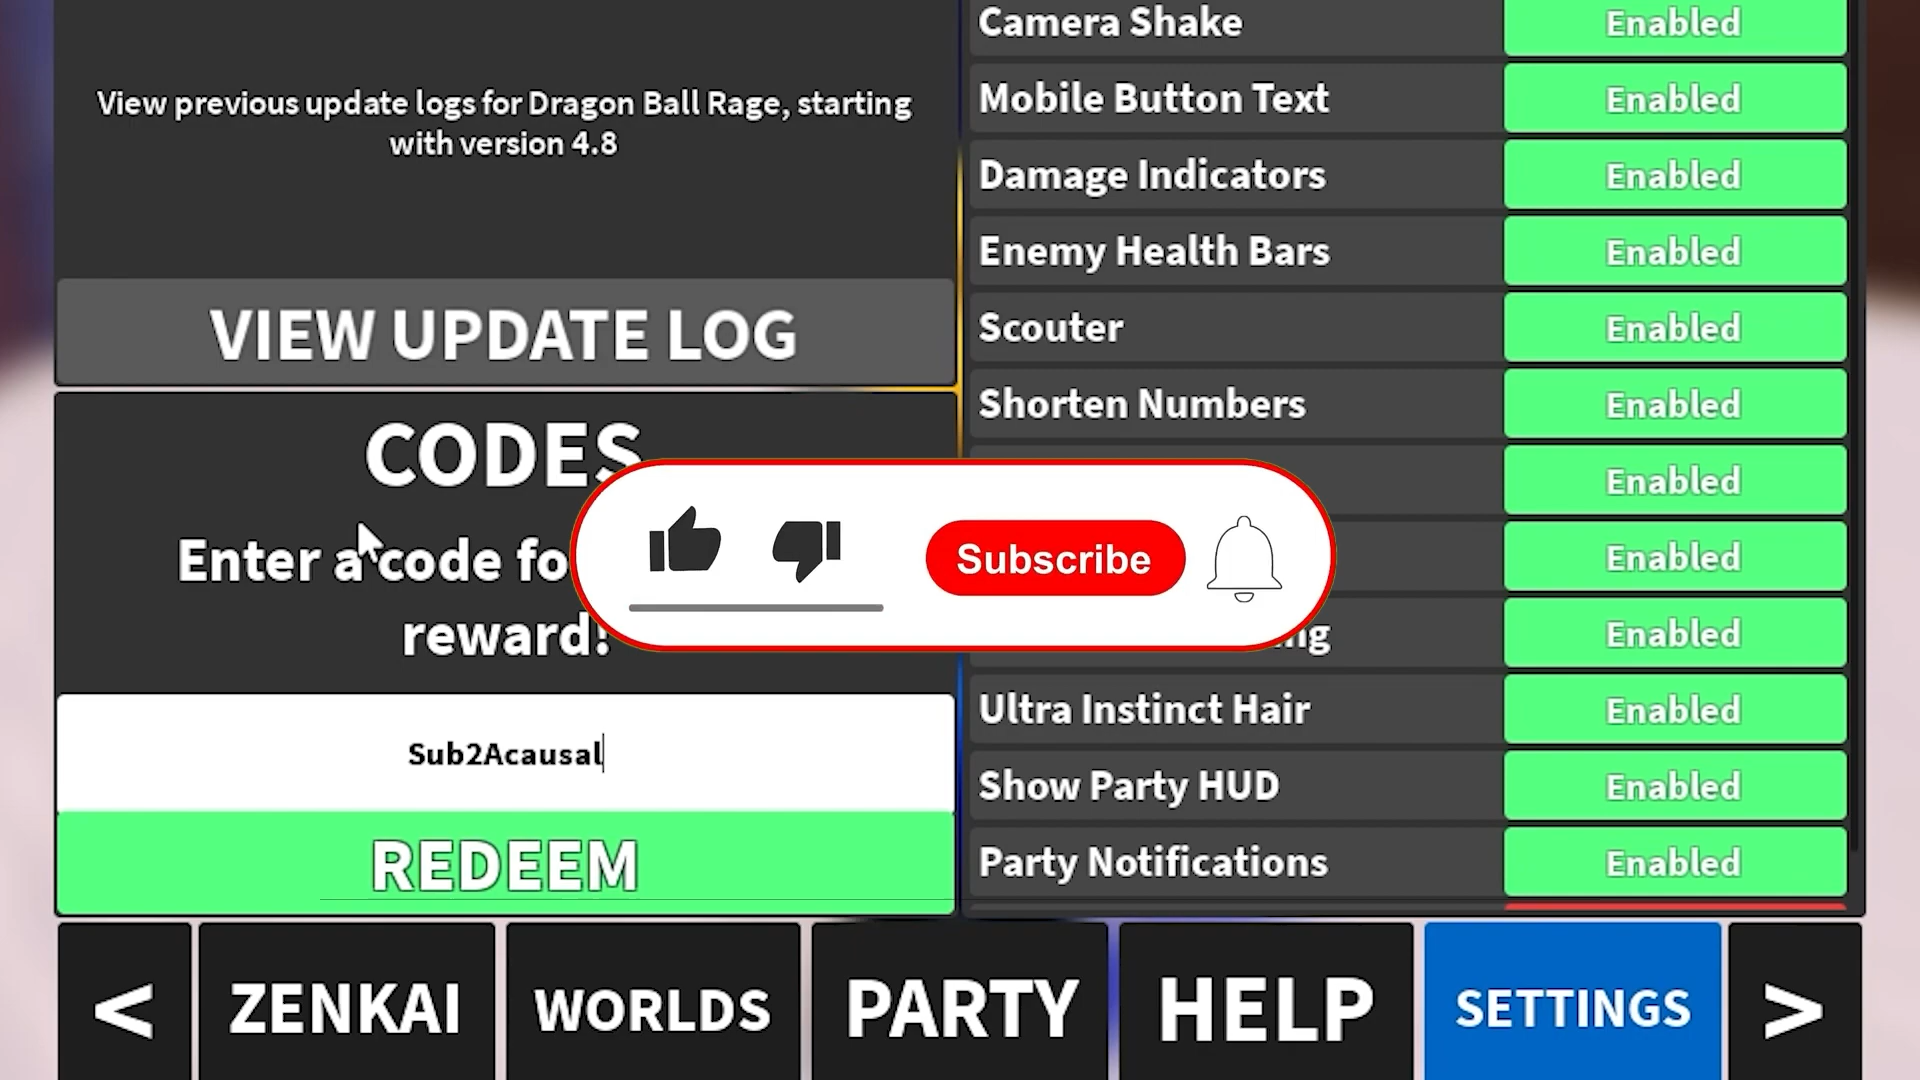 View previous update logs for Dragon Ball Rage, starting
with version 4.8
VIEW UPDATE LOG
CODES
Enter a code fo
reward!
Sub2Acausal
REDEEM
Camera Shake Enabled
Mobile Button Text Enabled
Damage Indicators Enabled
Enemy Health Bars Enabled
Scouter Enabled
Shorten Numbers Enabled
Enabled
Enabled
Enabled
Ultra Instinct Hair Enabled
Show Party HUD Enabled
Party Notifications Enabled
Subscribe
< ZENKAI WORLDS PARTY HELP SETTINGS >